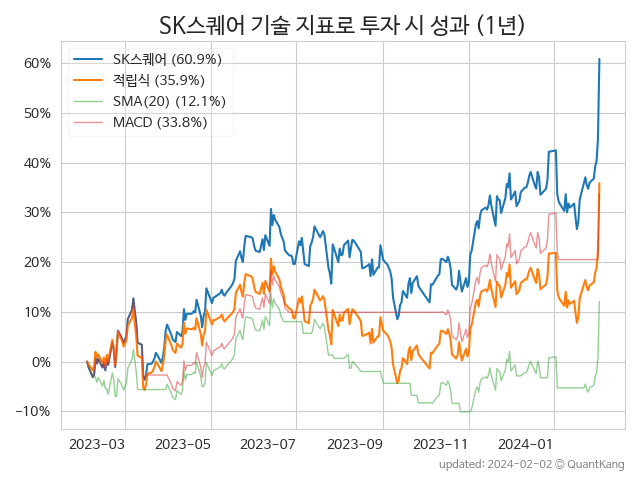 SK스퀘어 기술 지표로 투자 시 성과 (1년)
SK스퀘어 (60.9%)
적립식 (35.9%)
SMA(20) (12.1%)
MACD (33.8%)
60%
50%
40%
30%
20%
10%
0%
−10%
2023-03 2023-05 2023-07 2023-09 2023-11 2024-01
updated: 2024-02-02 © QuantKang